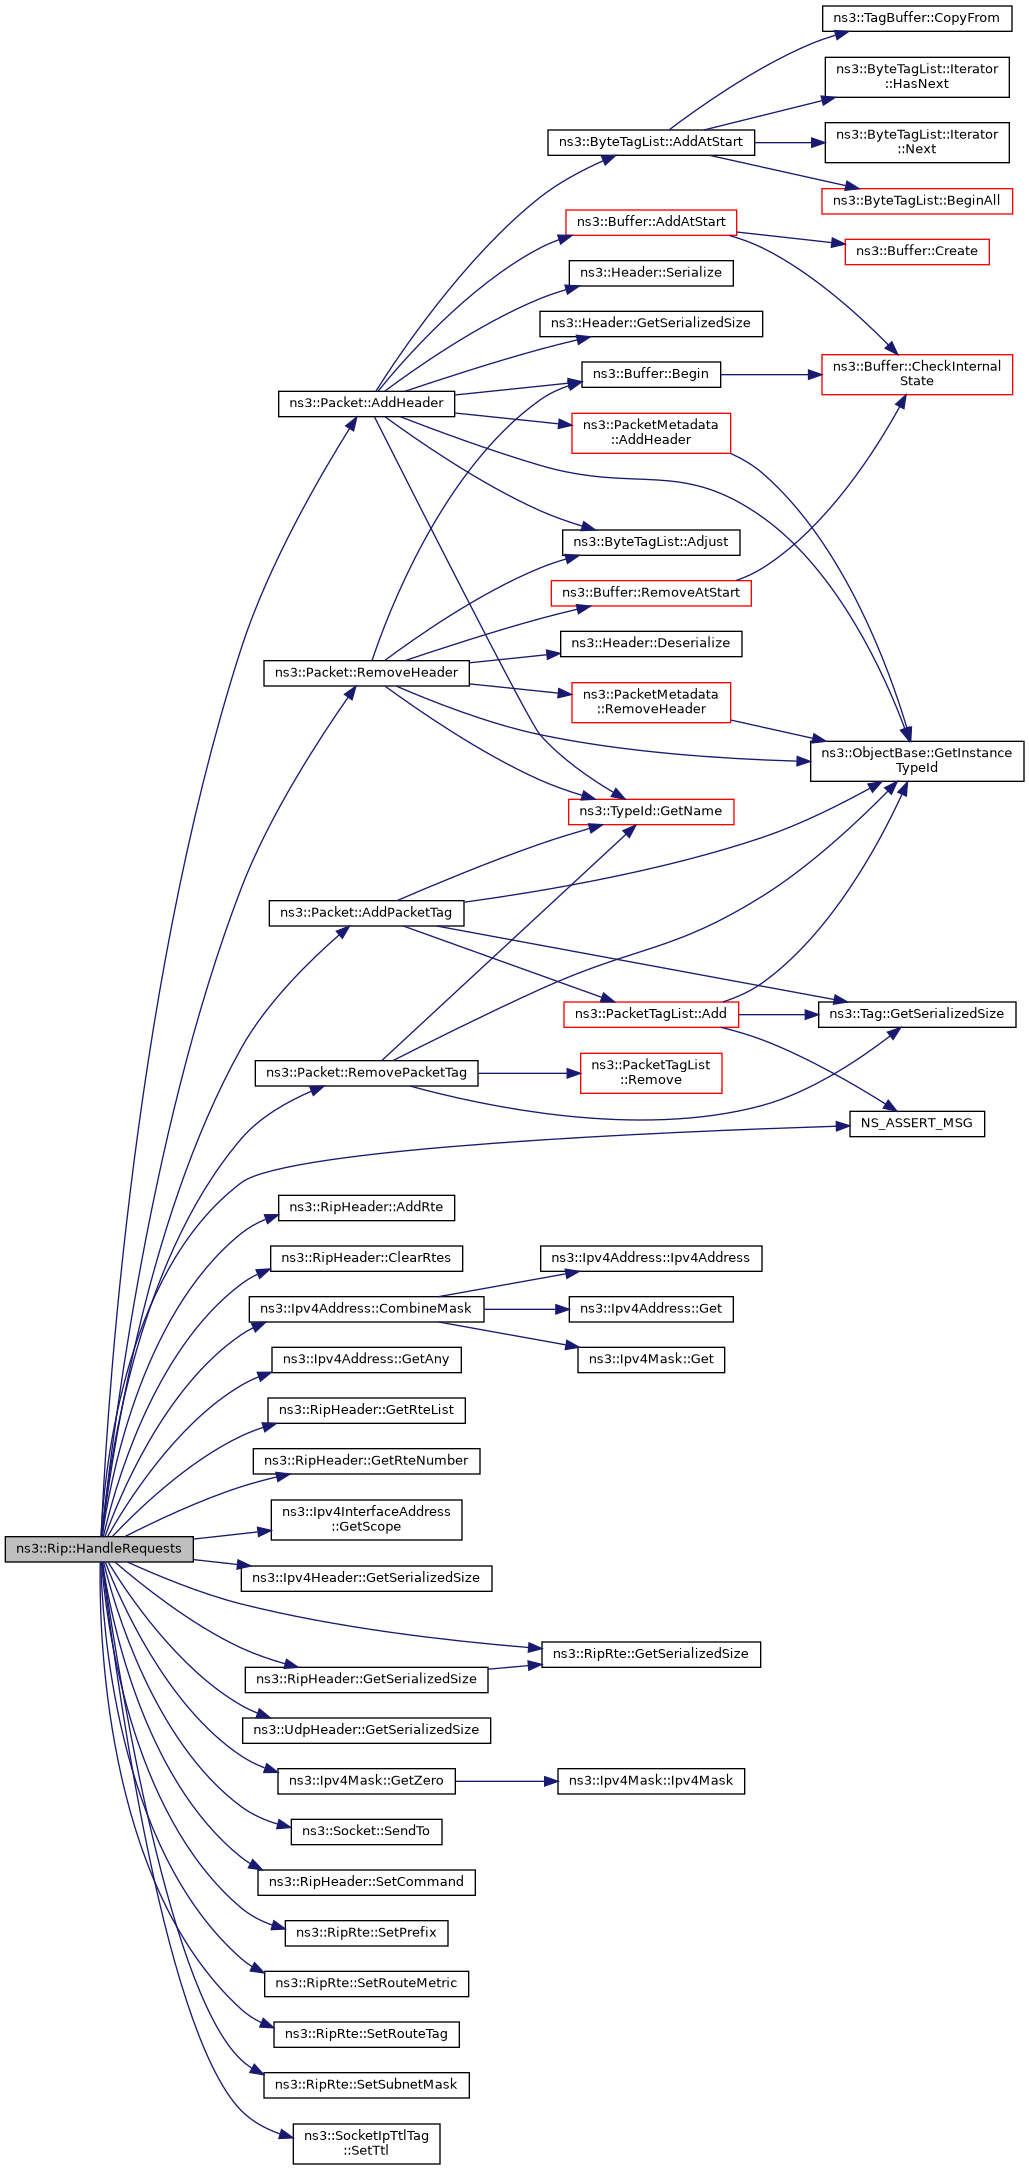 ns3::TagBuffer::CopyFrom
ns3::ByteTagList::Iterator
::HasNext
ns3::ByteTagList::AddAtStart
ns3::ByteTagList::Iterator
::Next
ns3::ByteTagList::BeginAll
ns3::Buffer::AddAtStart
ns3::Buffer::Create
ns3::Header::Serialize
ns3::Header::GetSerializedSize
ns3::Buffer::Begin
ns3::Buffer::CheckInternal
State
ns3::Packet::AddHeader
ns3::PacketMetadata
::AddHeader
ns3::ByteTagList::Adjust
ns3::Buffer::RemoveAtStart
ns3::Header::Deserialize
ns3::Packet::RemoveHeader
ns3::PacketMetadata
::RemoveHeader
ns3::ObjectBase::GetInstance
TypeId
ns3::TypeId::GetName
ns3::Packet::AddPacketTag
ns3::PacketTagList::Add
ns3::Tag::GetSerializedSize
ns3::Packet::RemovePacketTag
ns3::PacketTagList
::Remove
NS_ASSERT_MSG
ns3::RipHeader::AddRte
ns3::RipHeader::ClearRtes
ns3::Ipv4Address::Ipv4Address
ns3::Ipv4Address::CombineMask
ns3::Ipv4Address::Get
ns3::Ipv4Address::GetAny
ns3::Ipv4Mask::Get
ns3::RipHeader::GetRteList
ns3::RipHeader::GetRteNumber
ns3::Ipv4InterfaceAddress
::GetScope
ns3::Rip::HandleRequests
ns3::Ipv4Header::GetSerializedSize
ns3::RipRte::GetSerializedSize
ns3::RipHeader::GetSerializedSize
ns3::UdpHeader::GetSerializedSize
ns3::Ipv4Mask::GetZero
ns3::Ipv4Mask::Ipv4Mask
ns3::Socket::SendTo
ns3::RipHeader::SetCommand
ns3::RipRte::SetPrefix
ns3::RipRte::SetRouteMetric
ns3::RipRte::SetRouteTag
ns3::RipRte::SetSubnetMask
ns3::SocketIpTtlTag
::SetTtl